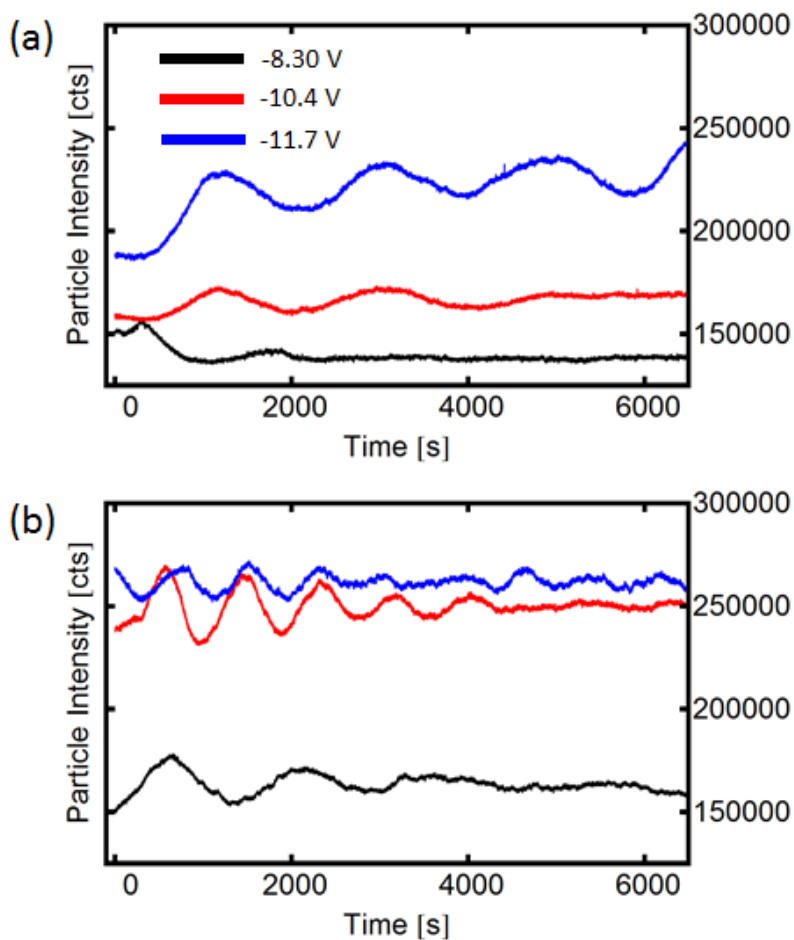 (a)
-8.30 V
-10.4 V
-11.7 V
Particle Intensity [cts]
300000
250000
200000
150000
0 2000 4000 6000
Time [s]
(b)
Particle Intensity [cts]
300000
250000
200000
150000
0 2000 4000 6000
Time [s]